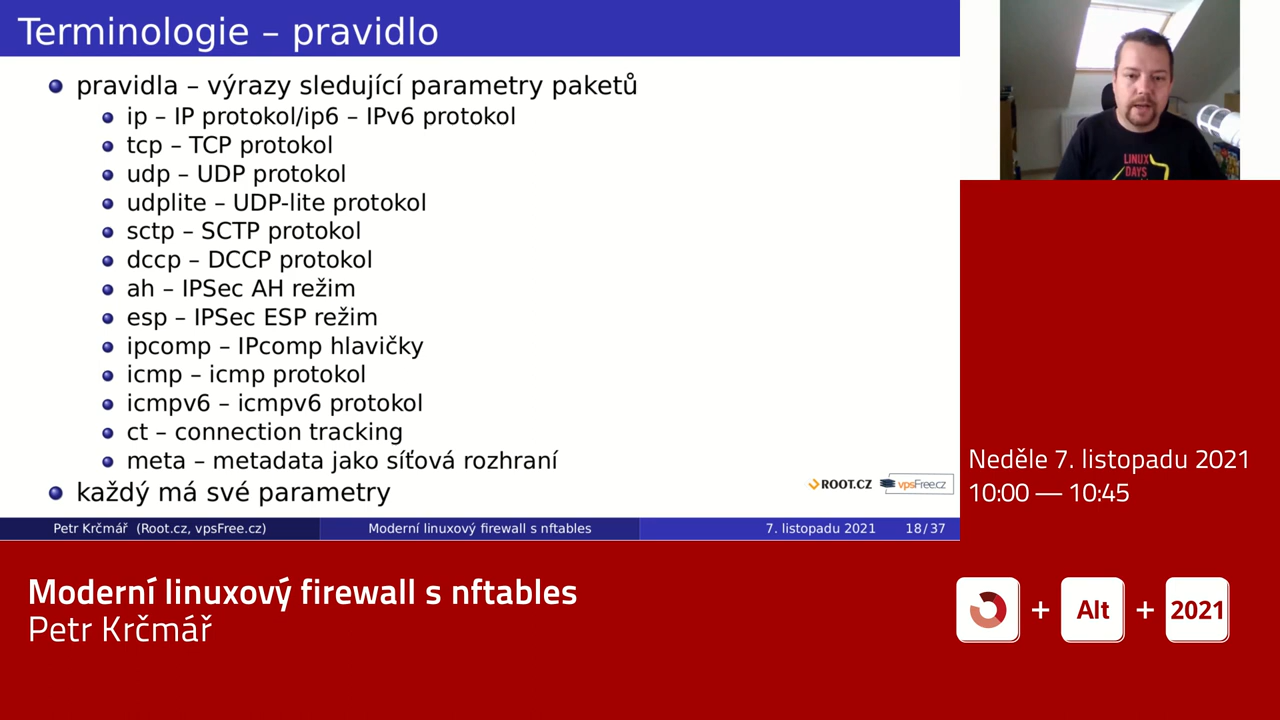 Terminologie – pravidlo
pravidla – výrazy sledující parametry paketů
ip – IP protokol/ip6 – IPv6 protokol
tcp – TCP protokol
udp – UDP protokol
udplite – UDP-lite protokol
sctp – SCTP protokol
dccp – DCCP protokol
ah – IPSec AH režim
esp – IPSec ESP režim
ipcomp – IPcomp hlavičky
icmp – icmp protokol
icmpv6 – icmpv6 protokol
ct – connection tracking
meta – metadata jako síťová rozhraní
každý má své parametry
ROOT.CZ vpsFree.cz
Petr Krčmář (Root.cz, vpsFree.cz) Moderní linuxový firewall s nftables 7. listopadu 2021 18/37
LINUX
DAYS
Neděle 7. listopadu 2021
10:00 — 10:45
Moderní linuxový firewall s nftables
Petr Krčmář
+ Alt + 2021